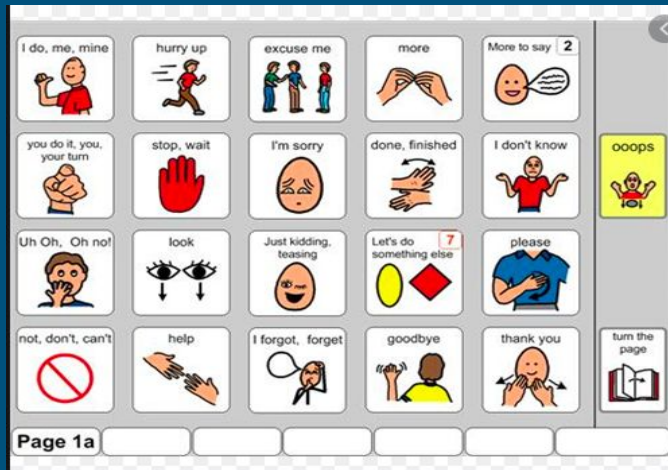 I do, me, mine
hurry up
excuse me
more
More to say 2
you do it, you,
your turn
stop, wait
I'm sorry
done, finished
I don't know
ooops
Uh Oh, Oh no!
look
Just kidding,
teasing
Let's do
something else
7
please
not, don't, can't
help
I forgot, forget
goodbye
thank you
turn the
page
Page 1a